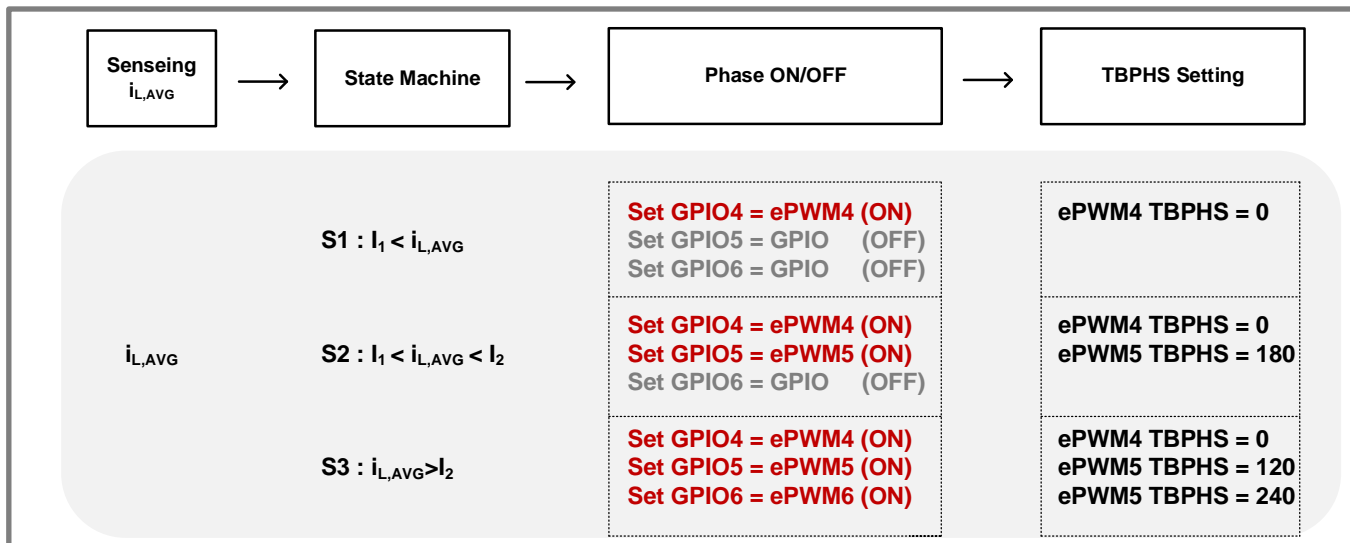 Senseing
iL,AVG
State Machine
Phase ON/OFF
TBPHS Setting
iL,AVG
S1 : I1 < iL,AVG
Set GPIO4 = ePWM4 (ON)
Set GPIO5 = GPIO (OFF)
Set GPIO6 = GPIO (OFF)
ePWM4 TBPHS = 0
S2 : I1 < iL,AVG < I2
Set GPIO4 = ePWM4 (ON)
Set GPIO5 = ePWM5 (ON)
Set GPIO6 = GPIO (OFF)
ePWM4 TBPHS = 0
ePWM5 TBPHS = 180
S3 : iL,AVG>I2
Set GPIO4 = ePWM4 (ON)
Set GPIO5 = ePWM5 (ON)
Set GPIO6 = ePWM6 (ON)
ePWM4 TBPHS = 0
ePWM5 TBPHS = 120
ePWM5 TBPHS = 240